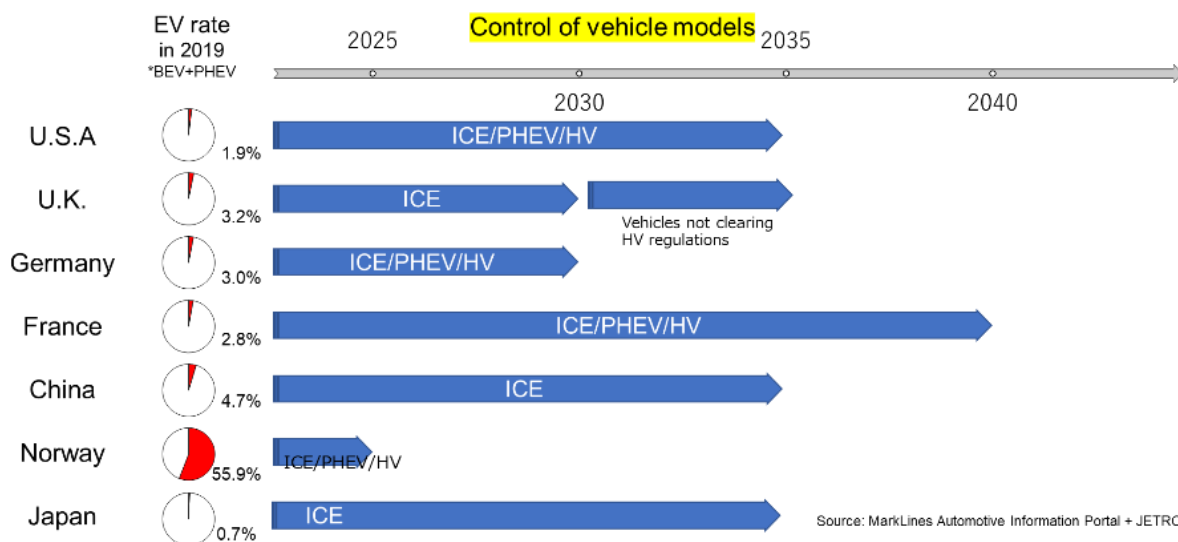 EV rate
in 2019
*BEV+PHEV
Control of vehicle models
2025
2035
2030
2040
U.S.A
1.9%
ICE/PHEV/HV
U.K.
3.2%
ICE
Vehicles not clearing
HV regulations
Germany
3.0%
ICE/PHEV/HV
France
2.8%
ICE/PHEV/HV
China
4.7%
ICE
Norway
55.9%
ICE/PHEV/HV
Japan
0.7%
ICE
Source: MarkLines Automotive Information Portal + JETRO